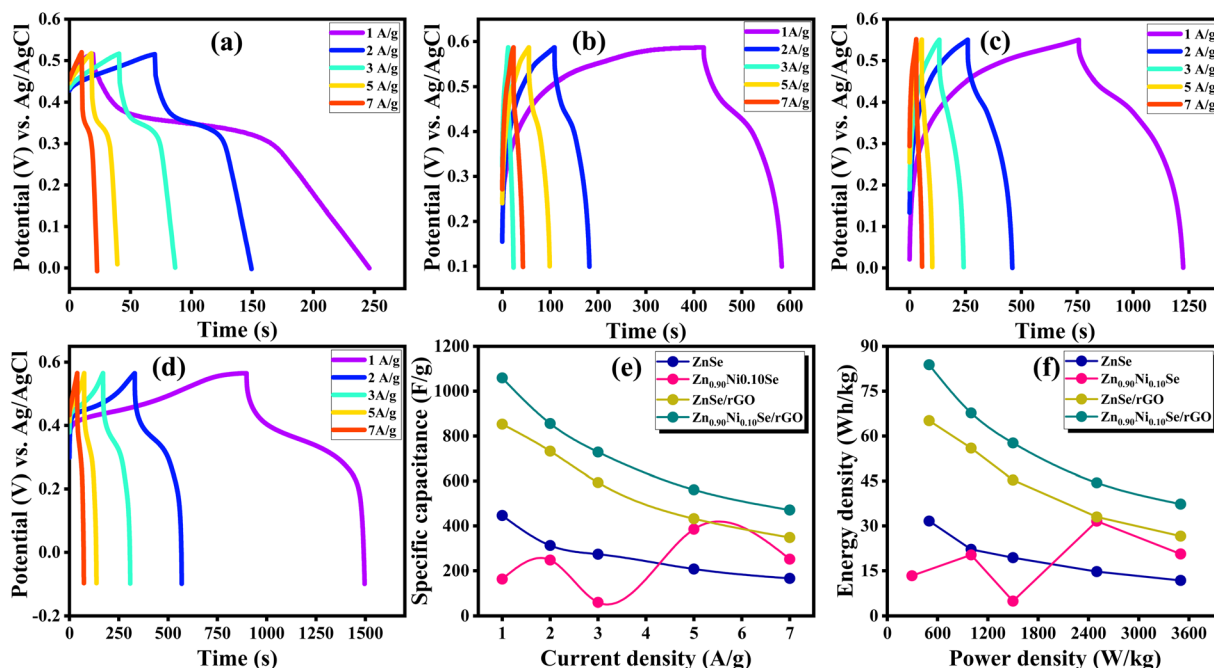 (a)
1 A/g
2 A/g
3 A/g
5 A/g
7 A/g
Potential (V) vs. Ag/AgCl
0.6
0.5
0.4
0.3
0.2
0.1
0.0
0 50 100 150 200 250
Time (s)
(b)
1A/g
2A/g
3A/g
5A/g
7A/g
Potential (V) vs. Ag/AgCl
0.6
0.5
0.4
0.3
0.2
0.1
0 100 200 300 400 500 600
Time (s)
(c)
1 A/g
2 A/g
3 A/g
5 A/g
7 A/g
Potential (V) vs. Ag/AgCl
0.6
0.5
0.4
0.3
0.2
0.1
0.0
0 250 500 750 1000 1250
Time (s)
(d)
1 A/g
2 A/g
3A/g
5A/g
7A/g
Potential (V) vs. Ag/AgCl
0.6
0.4
0.2
0.0
-0.2
0 250 500 750 1000 1250 1500
Time (s)
(e)
ZnSe
Zn0.90Ni0.10Se
ZnSe/rGO
Zn0.90Ni0.10Se/rGO
Specific capacitance (F/g)
1200
1000
800
600
400
200
0
1 2 3 4 5 6 7
Current density (A/g)
(f)
ZnSe
Zn0.90Ni0.10Se
ZnSe/rGO
Zn0.90Ni0.10Se/rGO
Energy density (Wh/kg)
90
75
60
45
30
15
0
600 1200 1800 2400 3000 3600
Power density (W/kg)